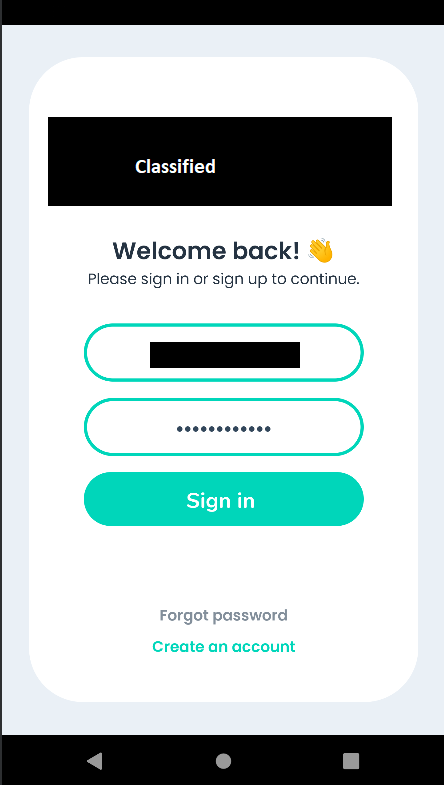 Classified
Welcome back! 👋
Please sign in or sign up to continue.
••••••••••••
Sign in
Forgot password
Create an account